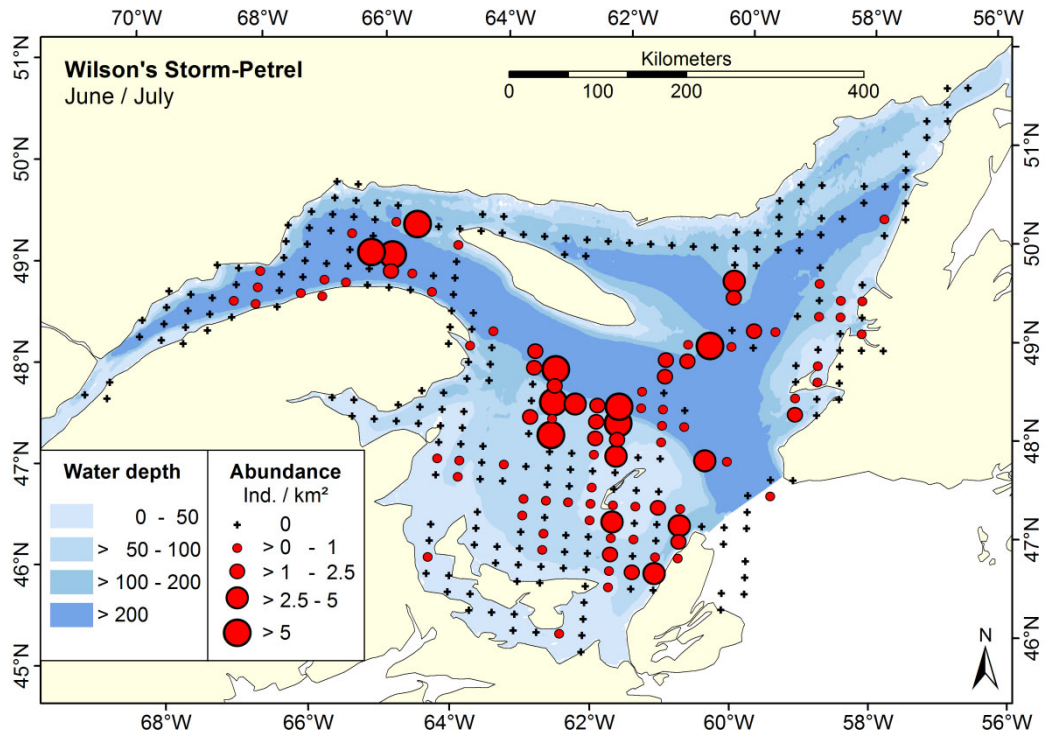 70°W 68°W 66°W 64°W 62°W 60°W 58°W 56°W
Wilson's Storm-Petrel
June / July
Kilometers
0 100 200 400
51°N
50°N
49°N
48°N
47°N
46°N
45°N
51°N
50°N
49°N
48°N
47°N
46°N
Water depth
0 - 50
> 50 - 100
> 100 - 200
> 200
Abundance
Ind. / km²
0
> 0 - 1
> 1 - 2.5
> 2.5 - 5
> 5
N
68°W 66°W 64°W 62°W 60°W 58°W 56°W